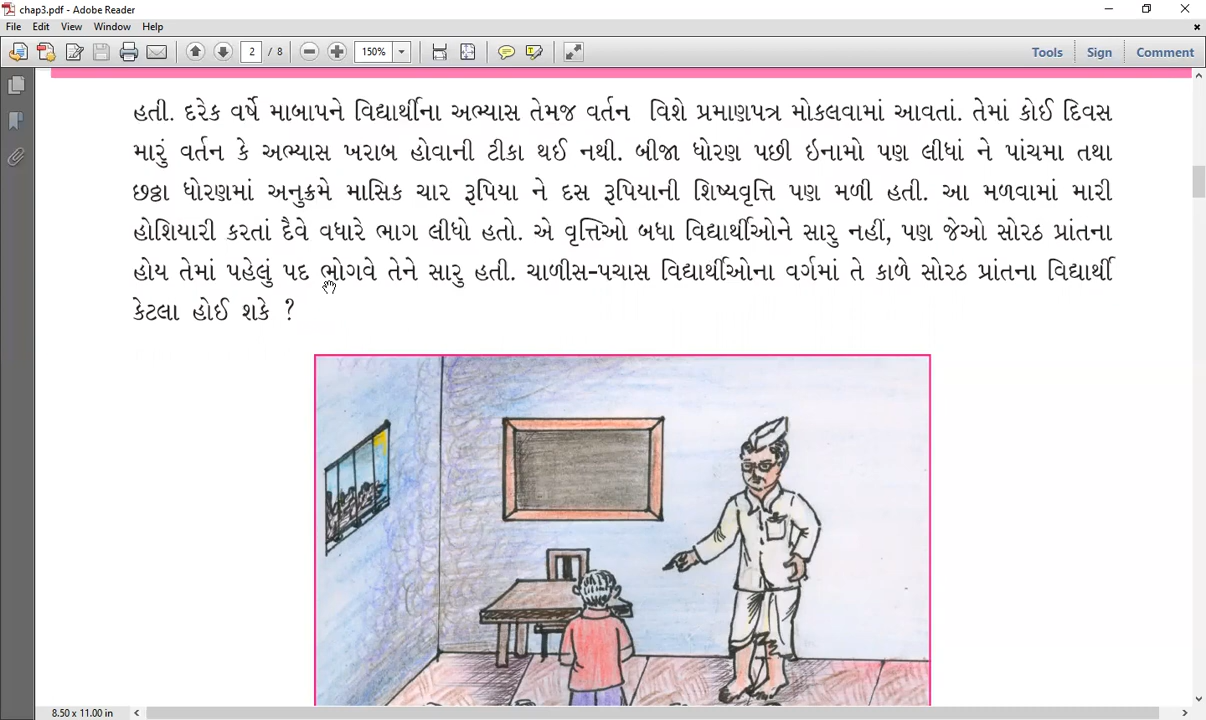 chap3.pdf - Adobe Reader
File Edit View Window Help
2 / 8 150% Tools Sign Comment
હતી. દરેક વર્ષે માબાપને વિદ્યાર્થીના અભ્યાસ તેમજ વર્તન વિશે પ્રમાણપત્ર મોકલવામાં આવતાં. તેમાં કોઈ દિવસ
મારું વર્તન કે અભ્યાસ ખરાબ હોવાની ટીકા થઈ નથી. બીજા ધોરણ પછી ઇનામો પણ લીધાં ને પાંચમા તથા
છઠ્ઠા ધોરણમાં અનુક્રમે માસિક ચાર રૂપિયા ને દસ રૂપિયાની શિષ્યવૃત્તિ પણ મળી હતી. આ મળવામાં મારી
હોશિયારી કરતાં દૈવે વધારે ભાગ લીધો હતો. એ વૃત્તિઓ બધા વિદ્યાર્થીઓને સારુ નહીં, પણ જેઓ સોરઠ પ્રાંતના
હોય તેમાં પહેલું પદ ભોગવે તેને સારુ હતી. ચાળીસ-પચાસ વિદ્યાર્થીઓના વર્ગમાં તે કાળે સોરઠ પ્રાંતના વિદ્યાર્થી
કેટલા હોઈ શકે ?
8.50 x 11.00 in